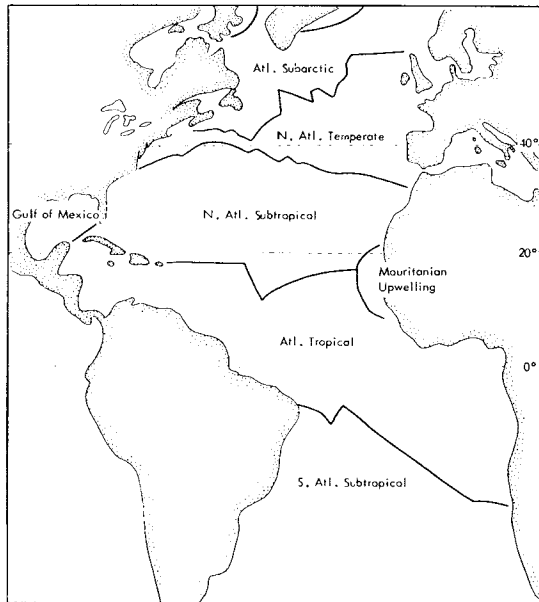 Atl. Subarctic
N. Atl. Temperate
40°
Gulf of Mexico
N. Atl. Subtropical
20°
Mauritanian
Upwelling
Atl. Tropical
0°
S. Atl. Subtropical